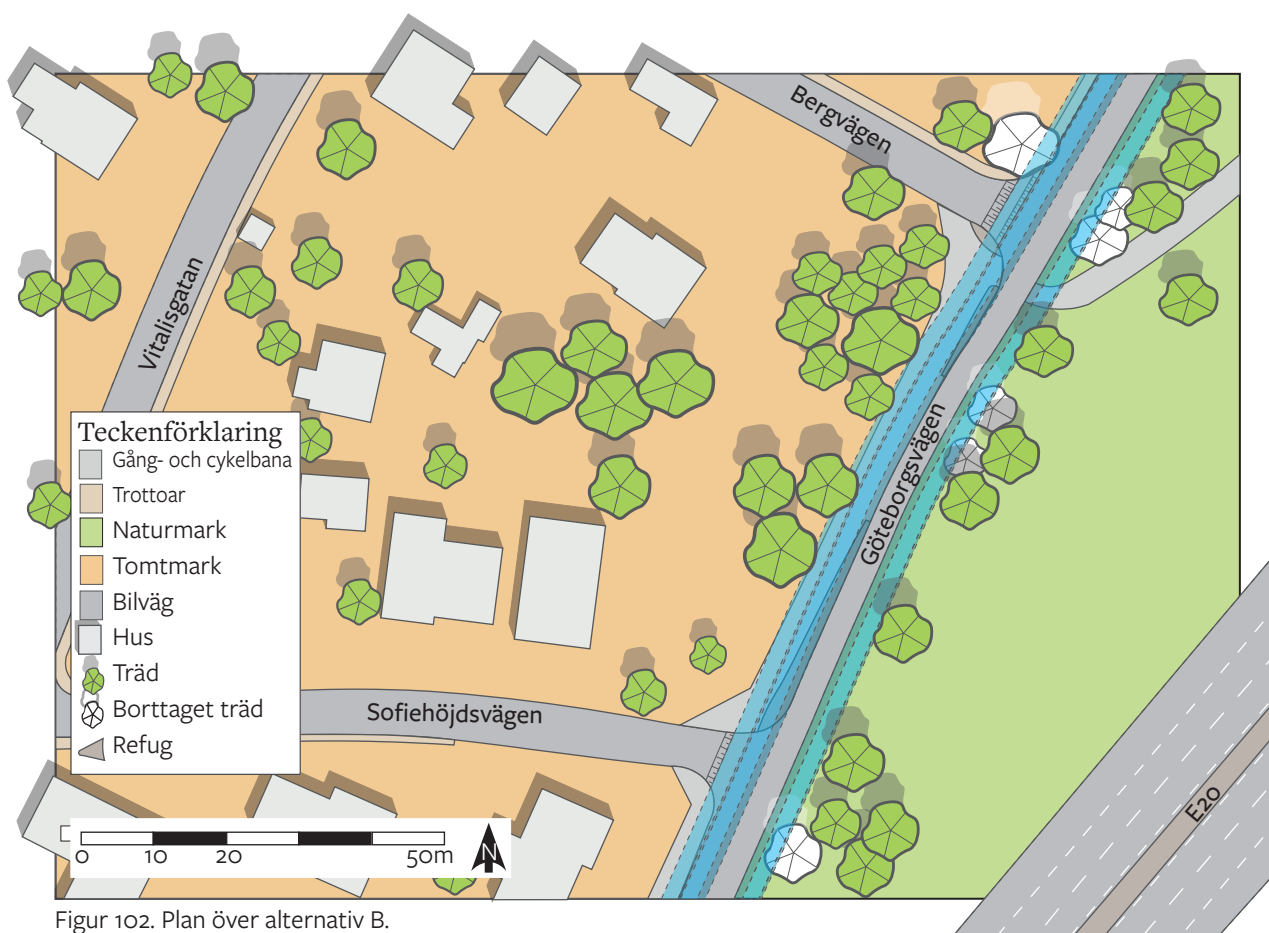 Bergvägen
Vitalisgatan
Göteborgsvägen
Teckenförklaring
Gång- och cykelbana
Trottoar
Naturmark
Tomtmark
Bilväg
Hus
Träd
Borttaget träd
Refug
Sofiehöjdsvägen
E20
0 10 20 50m
N
Figur 102. Plan över alternativ B.